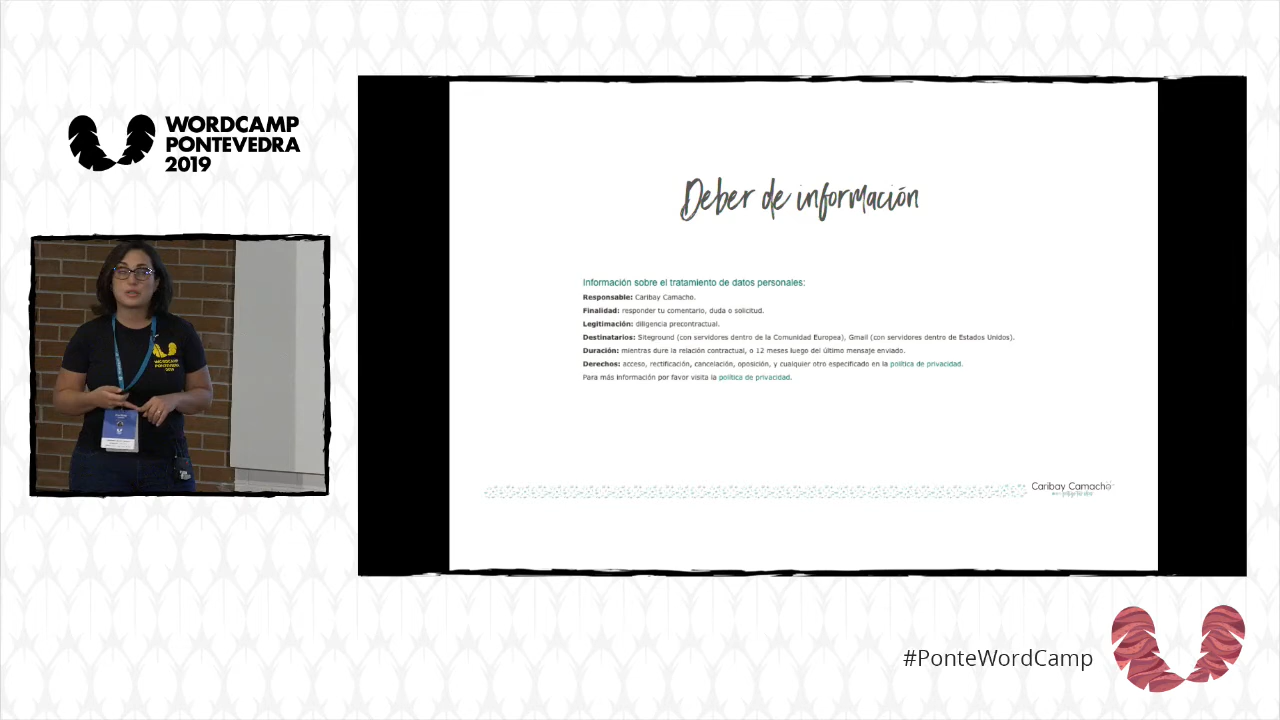 WORDCAMP
PONTEVEDRA
2019
Deber de información
Información sobre el tratamiento de datos personales:
Responsable: Caribay Camacho.
Finalidad: responder tu comentario, duda o solicitud.
Legitimación: diligencia precontractual.
Destinatarios: Siteground (con servidores dentro de la Comunidad Europea), Gmail (con servidores dentro de Estados Unidos).
Duración: mientras dure la relación contractual, o 12 meses luego del último mensaje enviado.
Derechos: acceso, rectificación, cancelación, oposición, y cualquier otro especificado en la política de privacidad.
Para más información por favor visita la política de privacidad.
Caribay Camacho
WORDCAMP
PONTEVEDRA
2019
#PonteWordCamp